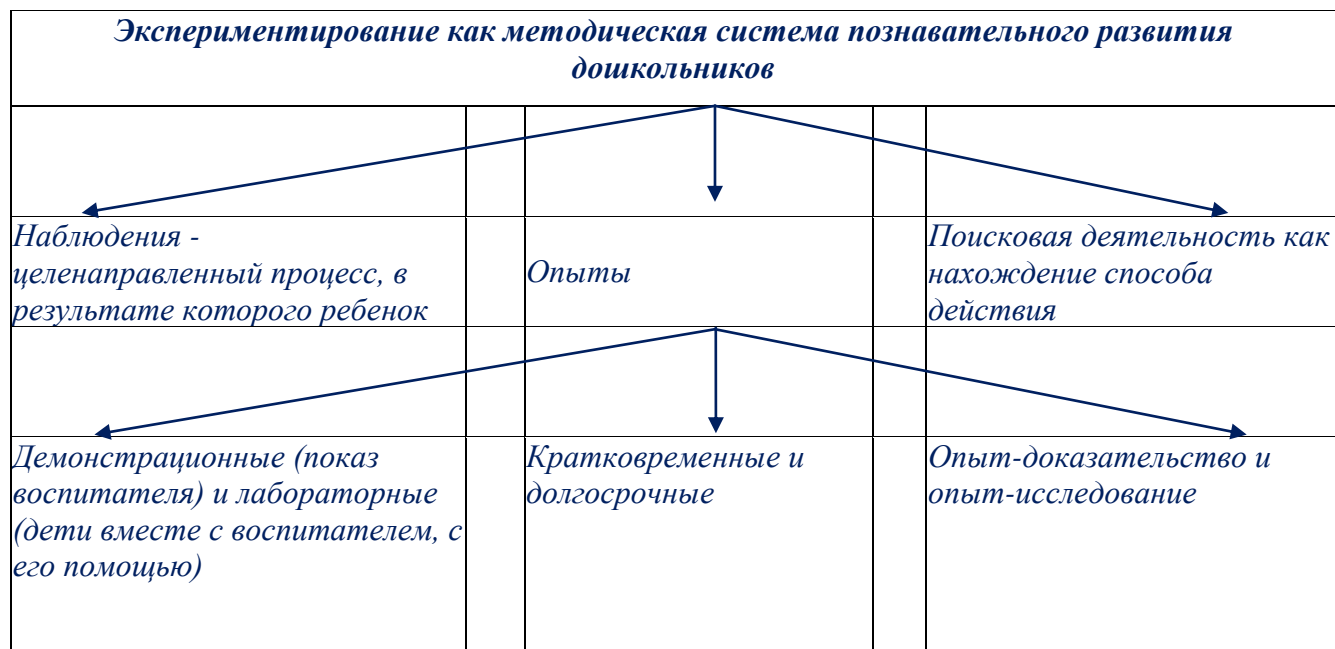 Экспериментирование как методическая система познавательного развития
дошкольников
Наблюдения -
целенаправленный процесс, в
результате которого ребенок
Опыты
Поисковая деятельность как
нахождение способа
действия
Демонстрационные (показ
воспитателя) и лабораторные
(дети вместе с воспитателем, с
его помощью)
Кратковременные и
долгосрочные
Опыт-доказательство и
опыт-исследование